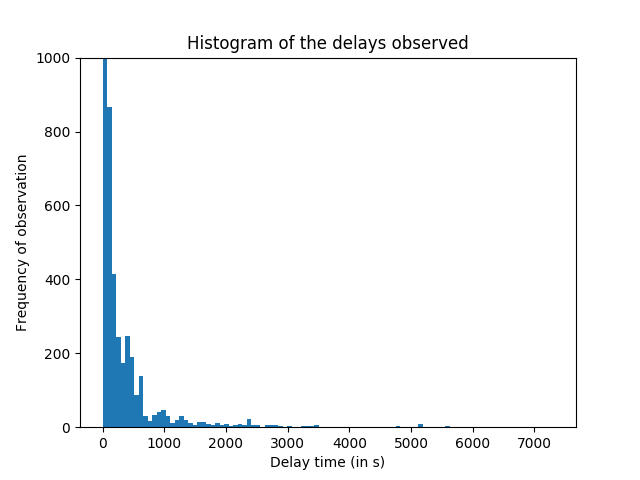 Histogram of the delays observed
1000
800
600
400
200
0
Frequency of observation
0 1000 2000 3000 4000 5000 6000 7000
Delay time (in s)